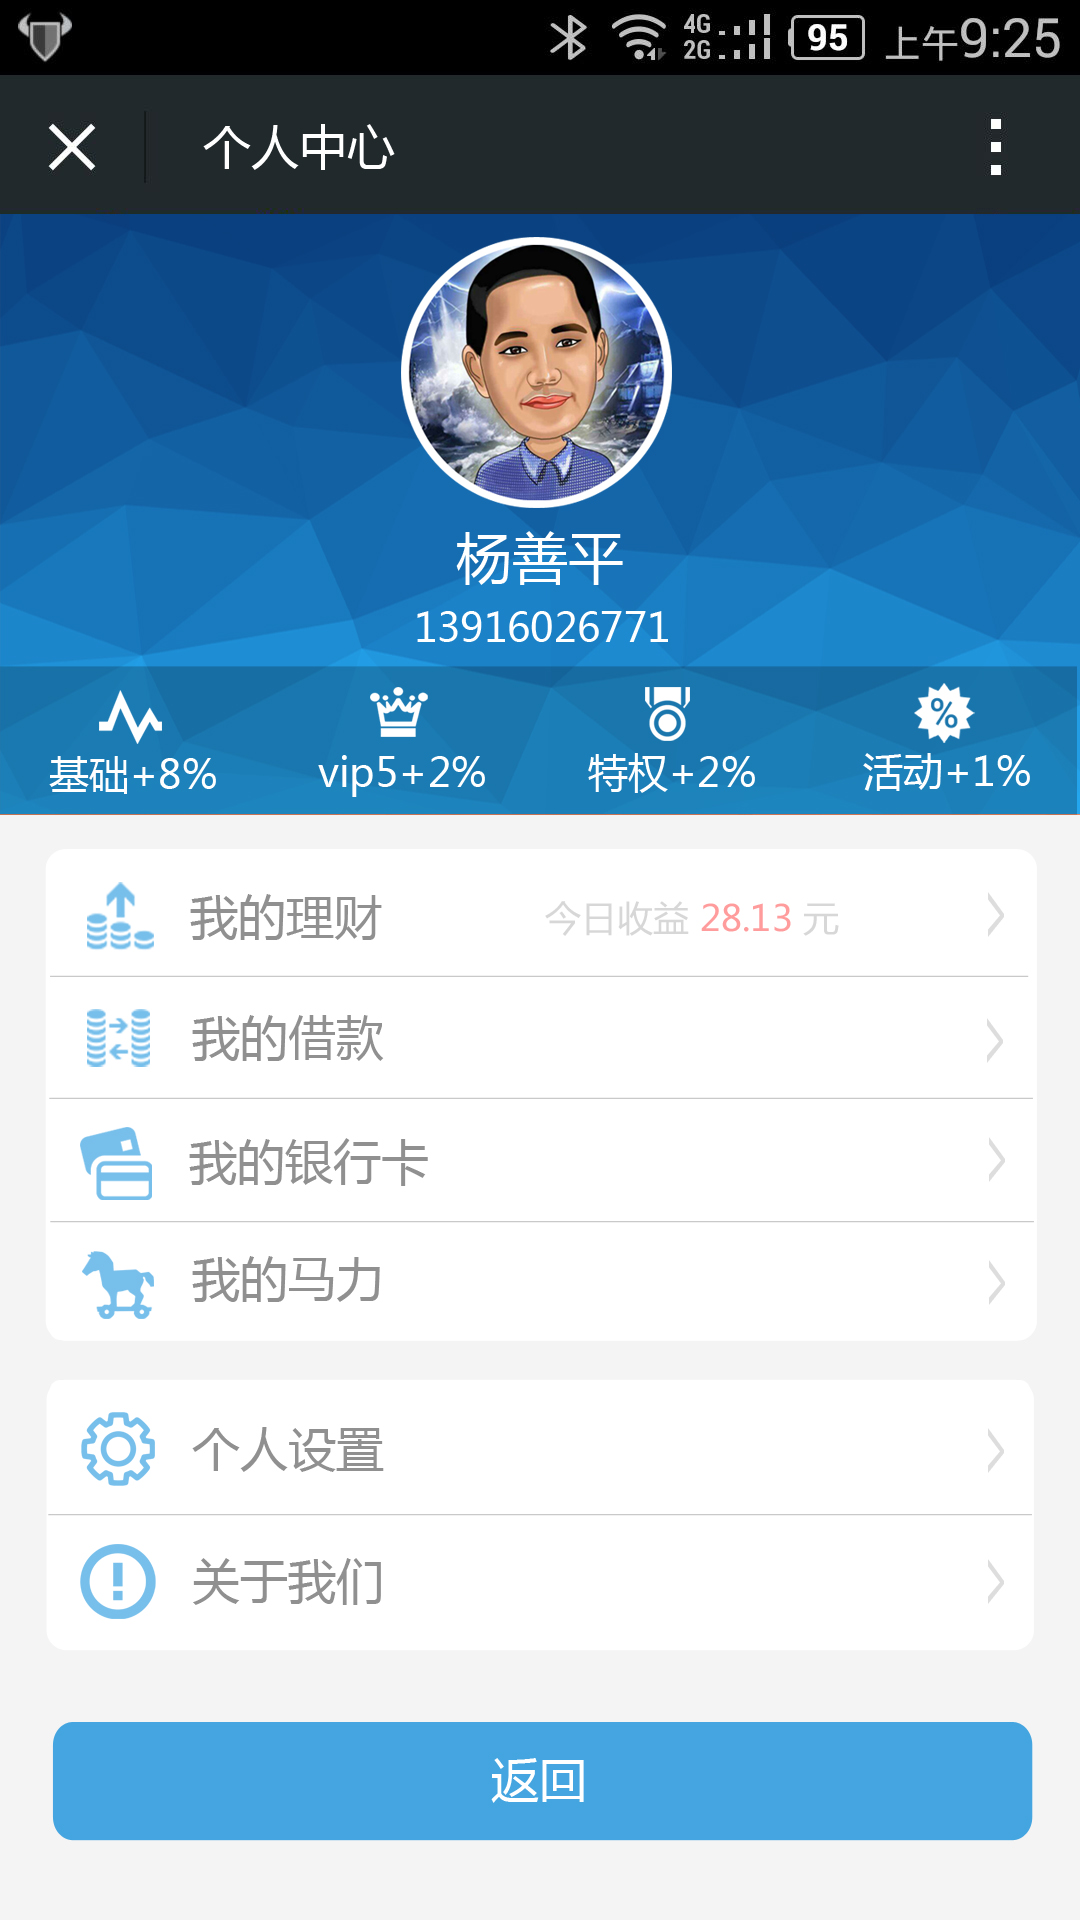 4G
2G
95
上午9:25
个人中心
杨善平
13916026771
%
基础+8%
vip5+2%
特权+2%
活动+1%
我的理财 今日收益 28.13 元
我的借款
我的银行卡
我的马力
个人设置
关于我们
返回